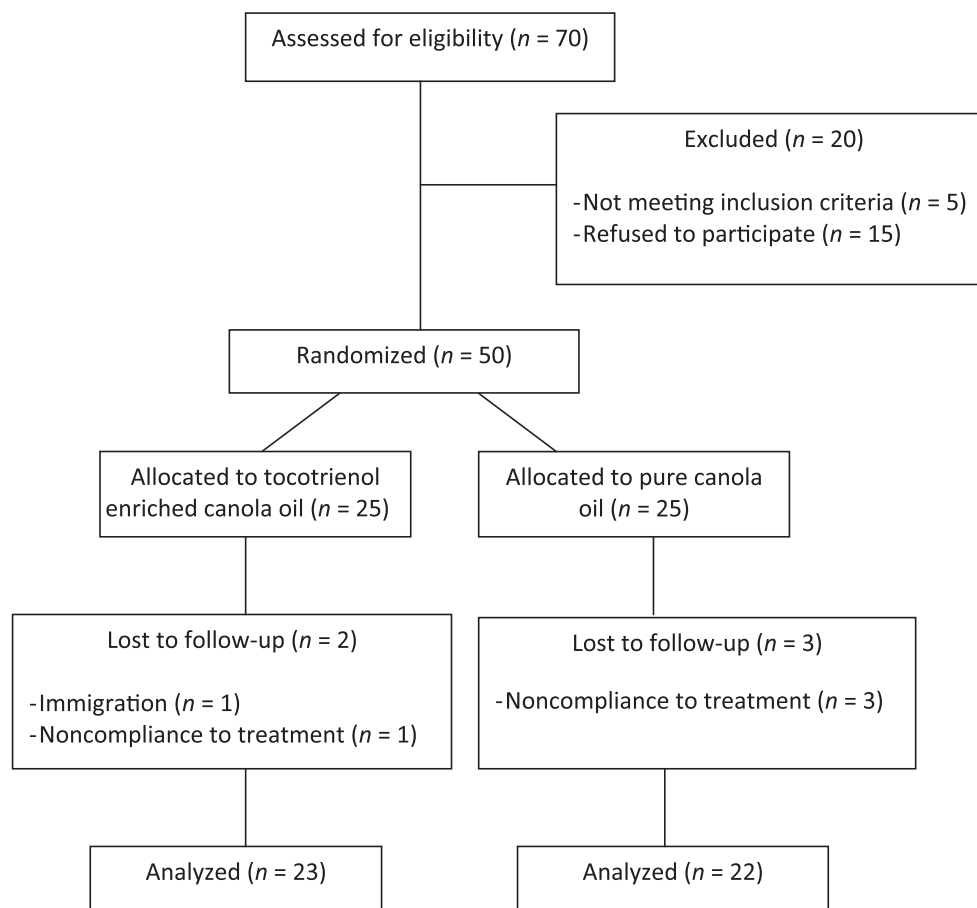 Assessed for eligibility (n = 70)
Excluded (n = 20)
-Not meeting inclusion criteria (n = 5)
-Refused to participate (n = 15)
Randomized (n = 50)
Allocated to tocotrienol
enriched canola oil (n = 25)
Allocated to pure canola
oil (n = 25)
Lost to follow-up (n = 2)
-Immigration (n = 1)
-Noncompliance to treatment (n = 1)
Lost to follow-up (n = 3)
-Noncompliance to treatment (n = 3)
Analyzed (n = 23)
Analyzed (n = 22)